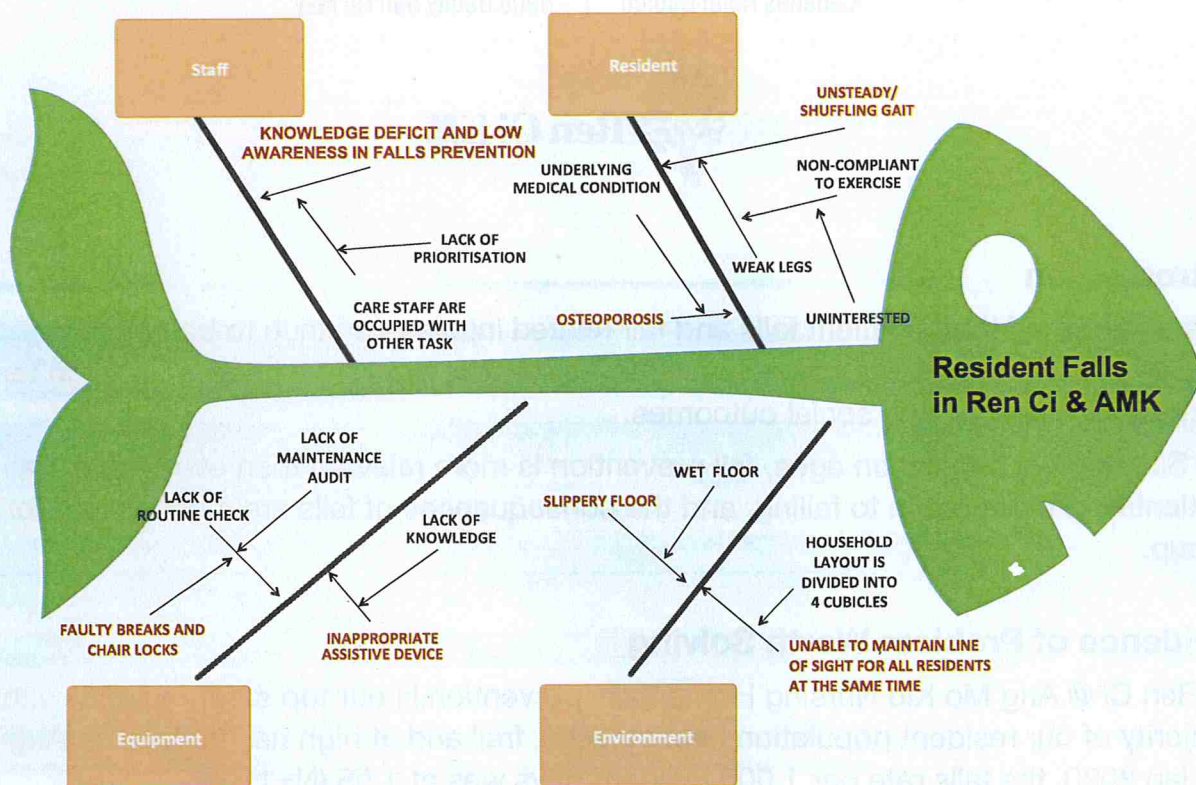 Staff
Resident
KNOWLEDGE DEFICIT AND LOW
AWARENESS IN FALLS PREVENTION
LACK OF
PRIORITISATION
CARE STAFF ARE
OCCUPIED WITH
OTHER TASK
UNSTEADY/
SHUFFLING GAIT
UNDERLYING
MEDICAL CONDITION
NON-COMPLIANT
TO EXERCISE
WEAK LEGS
OSTEOPOROSIS
UNINTERESTED
Resident Falls
in Ren Ci & AMK
LACK OF
MAINTENANCE
AUDIT
LACK OF
ROUTINE CHECK
LACK OF
KNOWLEDGE
FAULTY BREAKS AND
CHAIR LOCKS
INAPPROPRIATE
ASSISTIVE DEVICE
WET FLOOR
SLIPPERY FLOOR
HOUSEHOLD
LAYOUT IS
DIVIDED INTO
4 CUBICLES
UNABLE TO MAINTAIN LINE
OF SIGHT FOR ALL RESIDENTS
AT THE SAME TIME
Equipment
Environment